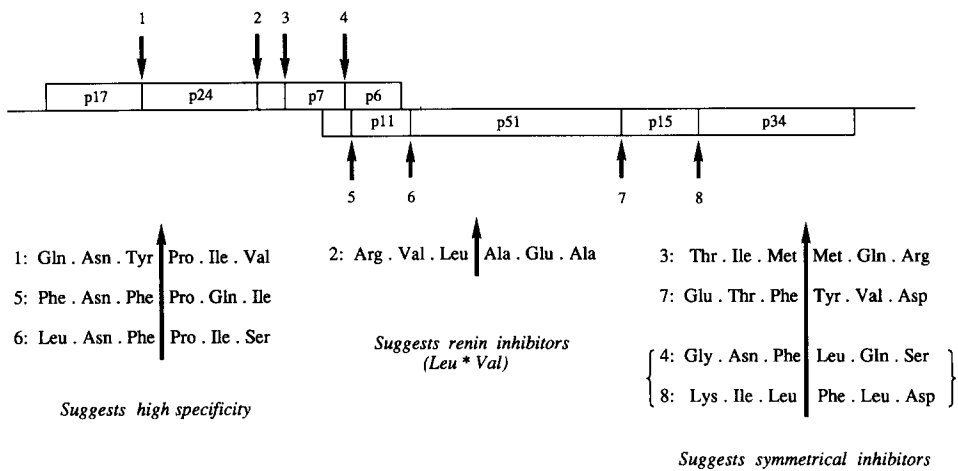 1 2 3 4
p17 p24 p7 p6
p11 p51 p15 p34
5 6 7 8
1: Gln . Asn . Tyr Pro . Ile . Val
5: Phe . Asn . Phe Pro . Gln . Ile
6: Leu . Asn . Phe Pro . Ile . Ser
Suggests high specificity
2: Arg . Val . Leu Ala . Glu . Ala
Suggests renin inhibitors
(Leu * Val)
3: Thr . Ile . Met Met . Gln . Arg
7: Glu . Thr . Phe Tyr . Val . Asp
4: Gly . Asn . Phe Leu . Gln . Ser
8: Lys . Ile . Leu Phe . Leu . Asp
Suggests symmetrical inhibitors